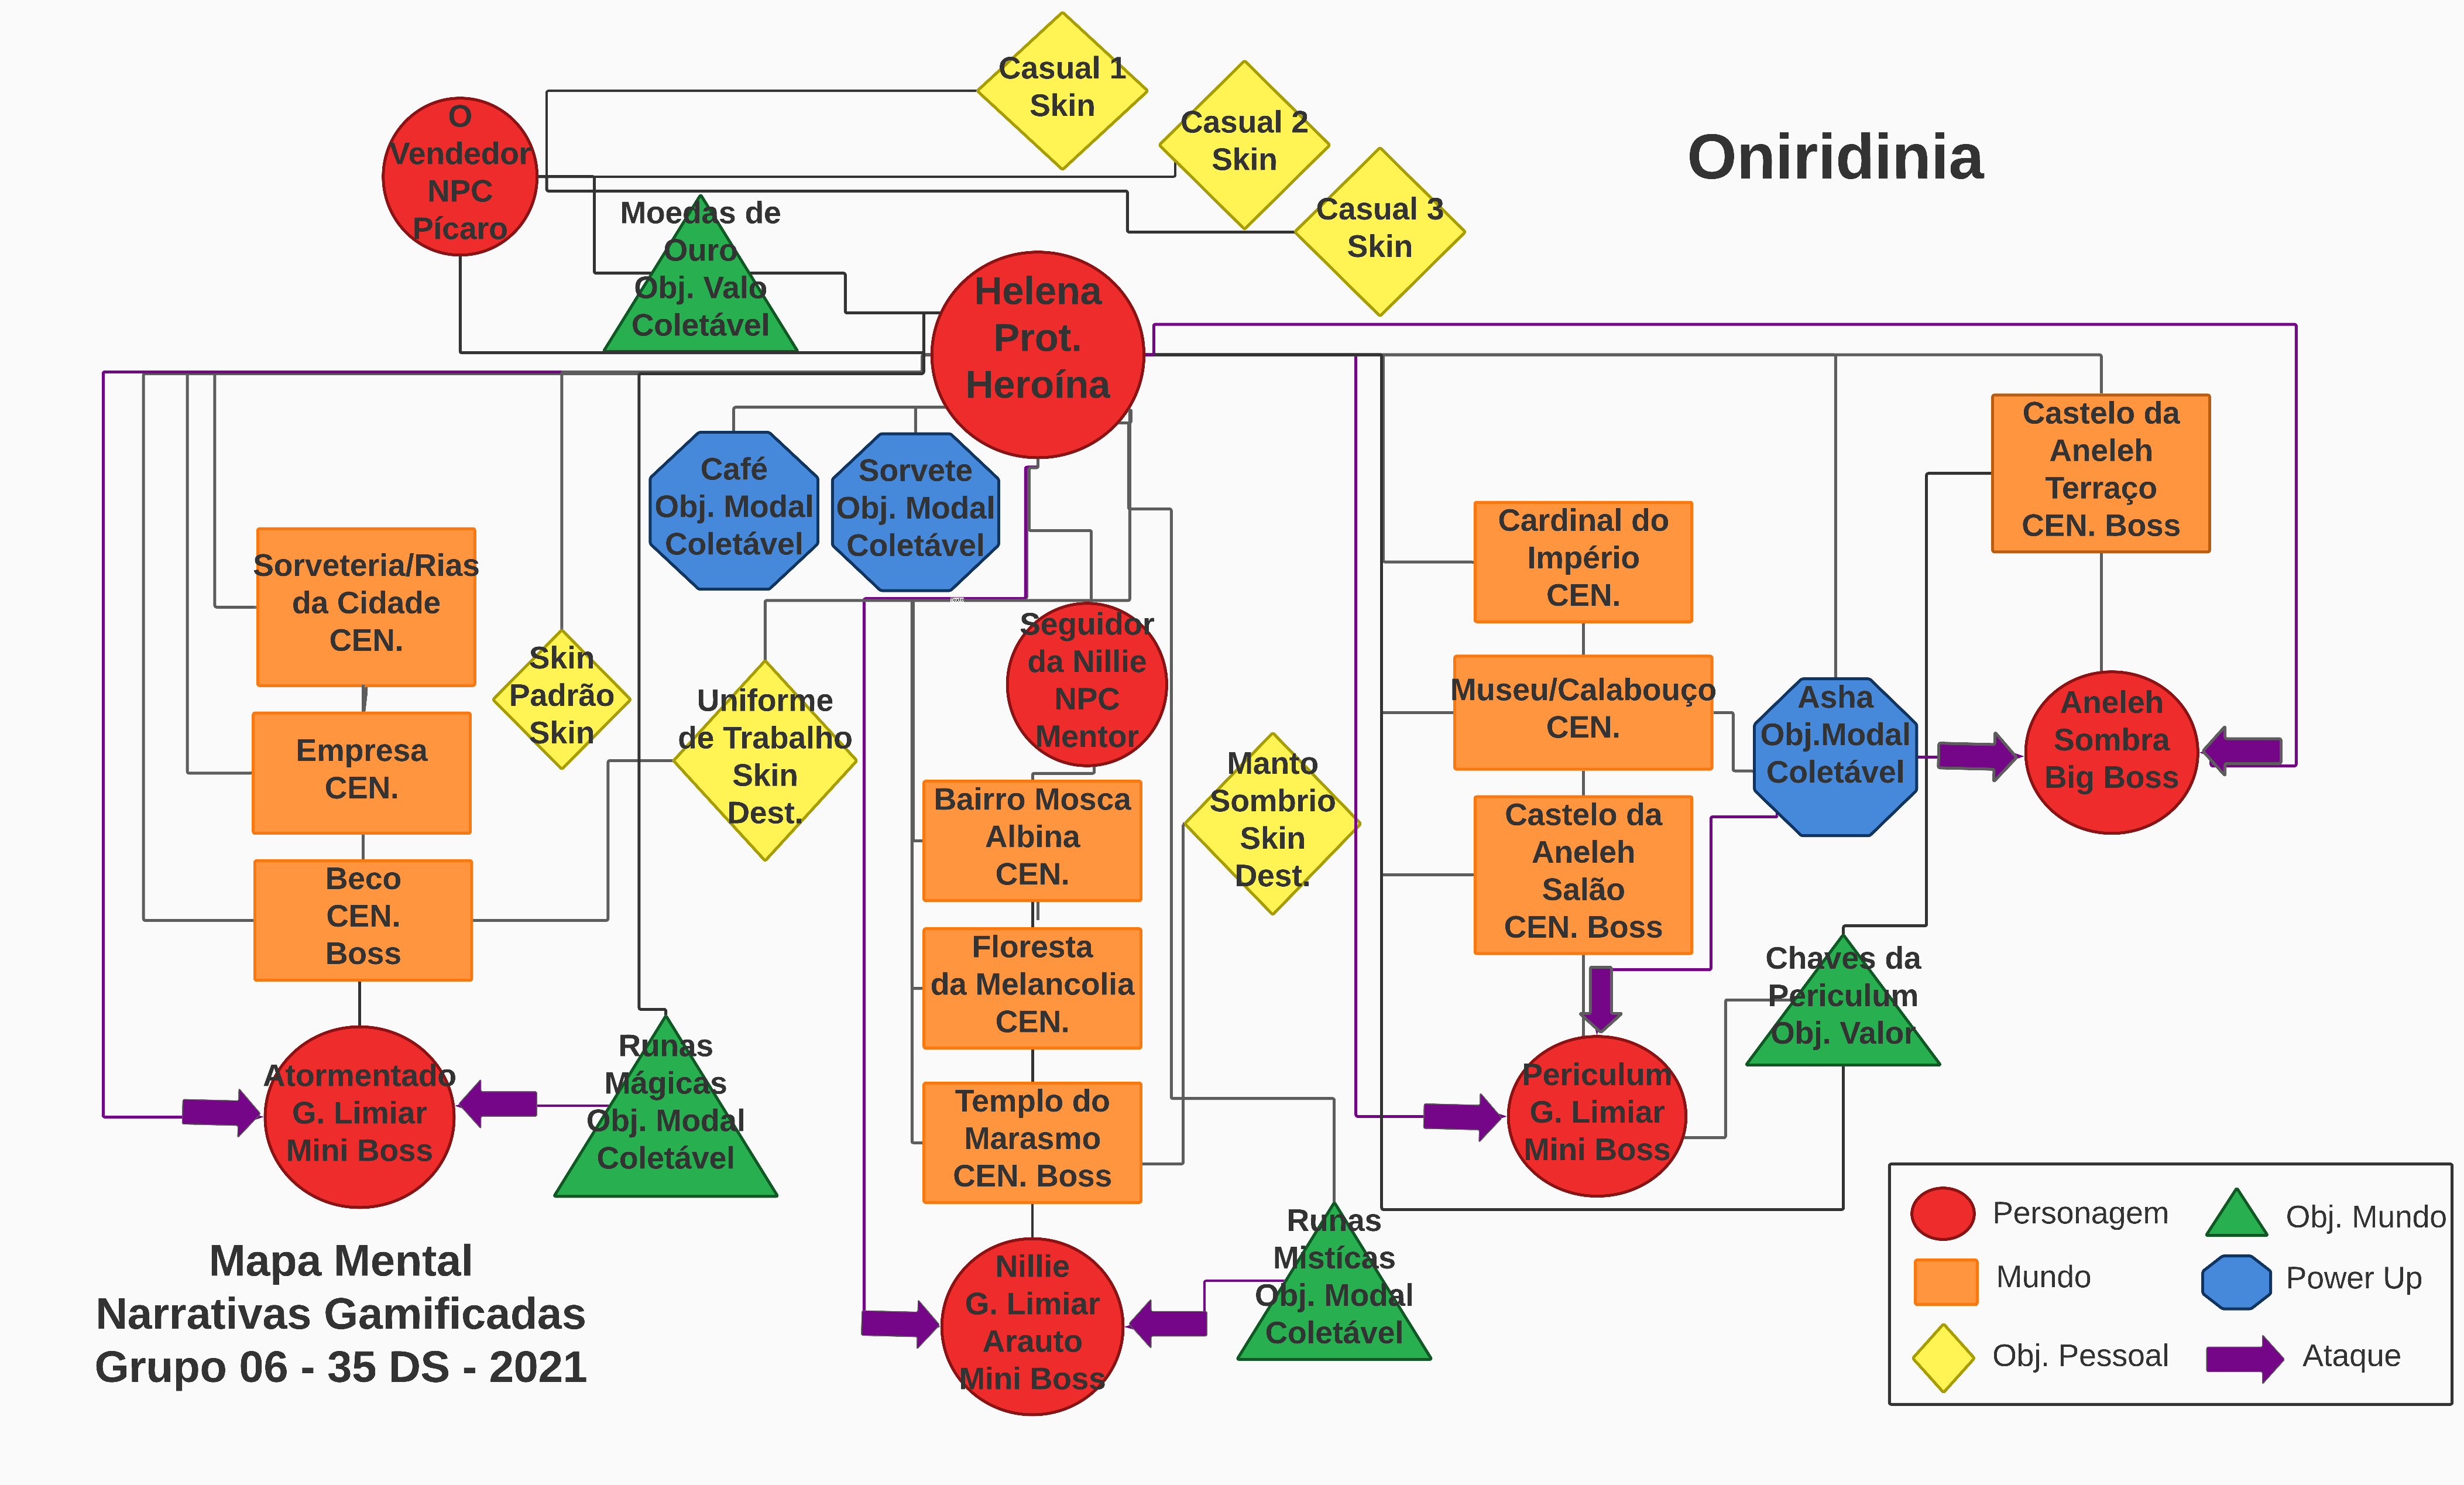 Casual 1
Skin
Casual 2
Skin
Casual 3
Skin
Oniridinia
O
Vendedor
NPC
Pícaro
Moedas de
Ouro
Obj. Valo
Coletável
Helena
Prot.
Heroína
Café
Obj. Modal
Coletável
Sorvete
Obj. Modal
Coletável
Castelo da
Aneleh
Terraço
CEN. Boss
Cardinal do
Império
CEN.
Sorveteria/Rias
da Cidade
CEN.
Skin
Padrão
Skin
Uniforme
de Trabalho
Skin
Dest.
Seguidor
da Nillie
NPC
Mentor
Museu/Calabouço
CEN.
Asha
Obj.Modal
Coletável
Aneleh
Sombra
Big Boss
Empresa
CEN.
Manto
Sombrio
Skin
Dest.
Bairro Mosca
Albina
CEN.
Castelo da
Aneleh
Salão
CEN. Boss
Beco
CEN.
Boss
Floresta
da Melancolia
CEN.
Chaves da
Periculum
Obj. Valor
Atormentado
G. Limiar
Mini Boss
Runas
Mágicas
Obj. Modal
Coletável
Templo do
Marasmo
CEN. Boss
Periculum
G. Limiar
Mini Boss
Nillie
G. Limiar
Arauto
Mini Boss
Runas
Místicas
Obj. Modal
Coletável
Mapa Mental
Narrativas Gamificadas
Grupo 06 - 35 DS - 2021
Personagem
Obj. Mundo
Mundo
Power Up
Obj. Pessoal
Ataque